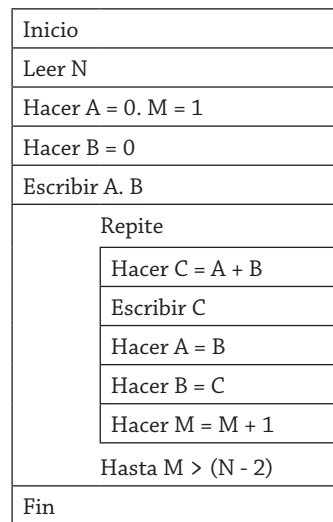 Inicio
Leer N
Hacer A = 0. M = 1
Hacer B = 0
Escribir A. B
Repite
Hacer C = A + B
Escribir C
Hacer A = B
Hacer B = C
Hacer M = M + 1
Hasta M > (N - 2)
Fin